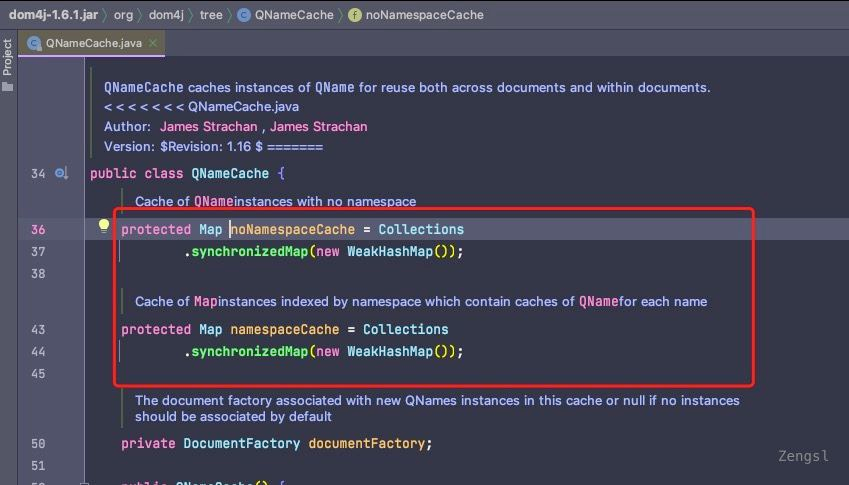 dom4j-1.6.1.jar 〉 org 〉 dom4j 〉 tree 〉 QNameCache 〉 noNamespaceCache
Project
QNameCache.java ×
QNameCache caches instances of QName for reuse both across documents and within documents.
< < < < < < < QNameCache.java
Author: James Strachan , James Strachan
Version: $Revision: 1.16 $ =======
34 public class QNameCache {
Cache of QNameinstances with no namespace
36 protected Map noNamespaceCache = Collections
37 .synchronizedMap(new WeakHashMap());
38
Cache of Mapinstances indexed by namespace which contain caches of QNamefor each name
43 protected Map namespaceCache = Collections
44 .synchronizedMap(new WeakHashMap());
45
The document factory associated with new QNames instances in this cache or null if no instances
should be associated by default
50 private DocumentFactory documentFactory;
51
public QNameCache() {
Zengsl